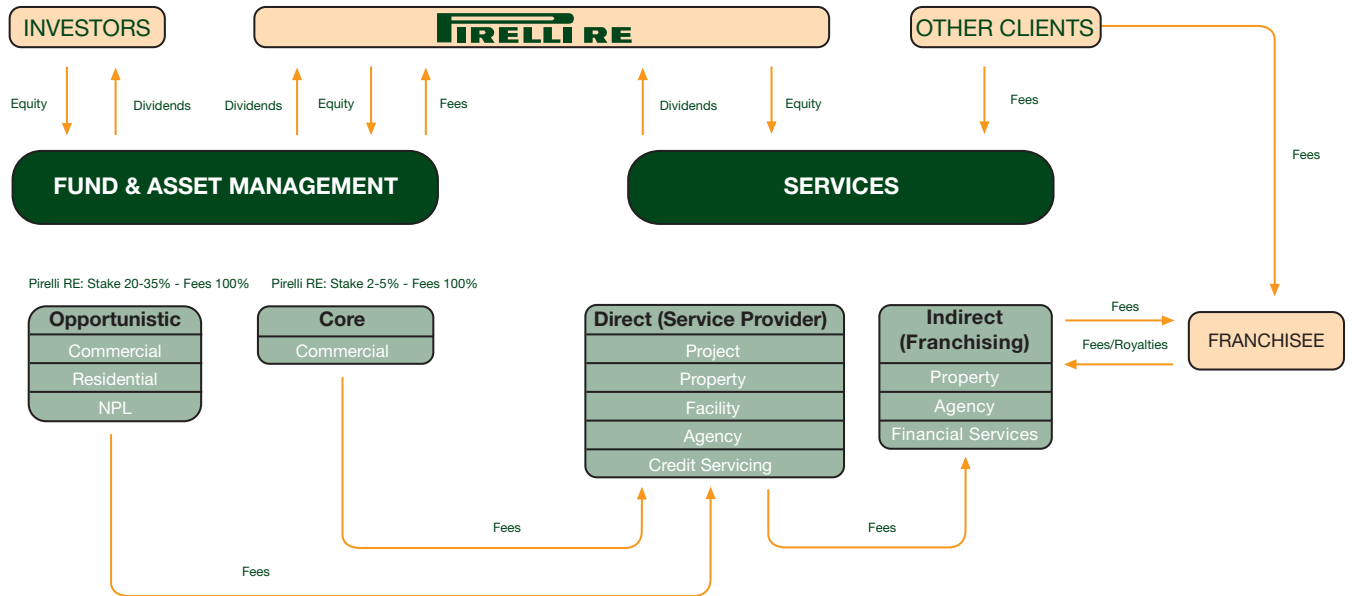 INVESTORS
PIRELLI RE
OTHER CLIENTS
Equity
Dividends
Dividends
Equity
Fees
Dividends
Equity
Fees
Fees
FUND & ASSET MANAGEMENT
SERVICES
Pirelli RE: Stake 20-35% - Fees 100%
Pirelli RE: Stake 2-5% - Fees 100%
Opportunistic
Commercial
Residential
NPL
Core
Commercial
Direct (Service Provider)
Project
Property
Facility
Agency
Credit Servicing
Indirect
(Franchising)
Property
Agency
Financial Services
Fees
Fees/Royalties
FRANCHISEE
Fees
Fees
Fees